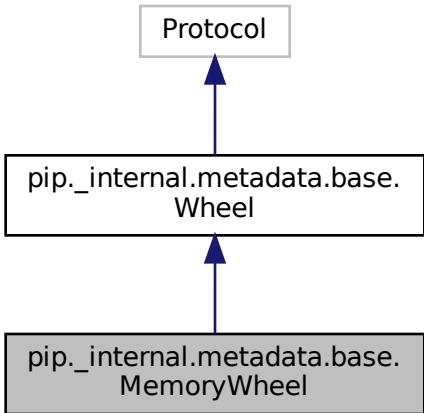 Protocol
pip._internal.metadata.base.
Wheel
pip._internal.metadata.base.
MemoryWheel